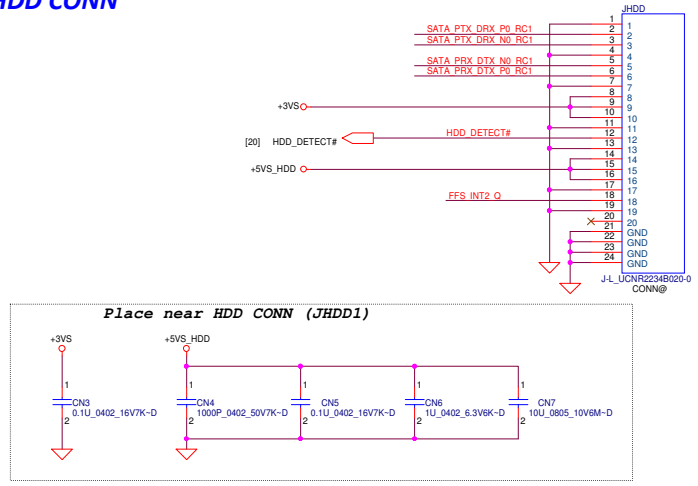 HDD CONN
JHDD
1 1
SATA_PTX_DRX_P0_RC1 2 2
SATA_PTX_DRX_N0_RC1 3 3
4 4
SATA_PRX_DTX_N0_RC1 5 5
SATA_PRX_DTX_P0_RC1 6 6
7 7
8 8
+3VS 9 9
10 10
11 11
[20] HDD_DETECT# HDD_DETECT# 12 12
13 13
14 14
+5VS_HDD 15 15
16 16
17 17
FFS_INT2_Q 18 18
19 19
20 20
21 GND
22 GND
23 GND
24 GND
J-L_UCNR2234B020-0
CONN@
Place near HDD CONN (JHDD1)
+3VS +5VS_HDD
1 1 1 1 1
CN3 CN4 CN5 CN6 CN7
0.1U_0402_16V7K~D 1000P_0402_50V7K~D 0.1U_0402_16V7K~D 1U_0402_6.3V6K~D 10U_0805_10V6M~D
2 2 2 2 2